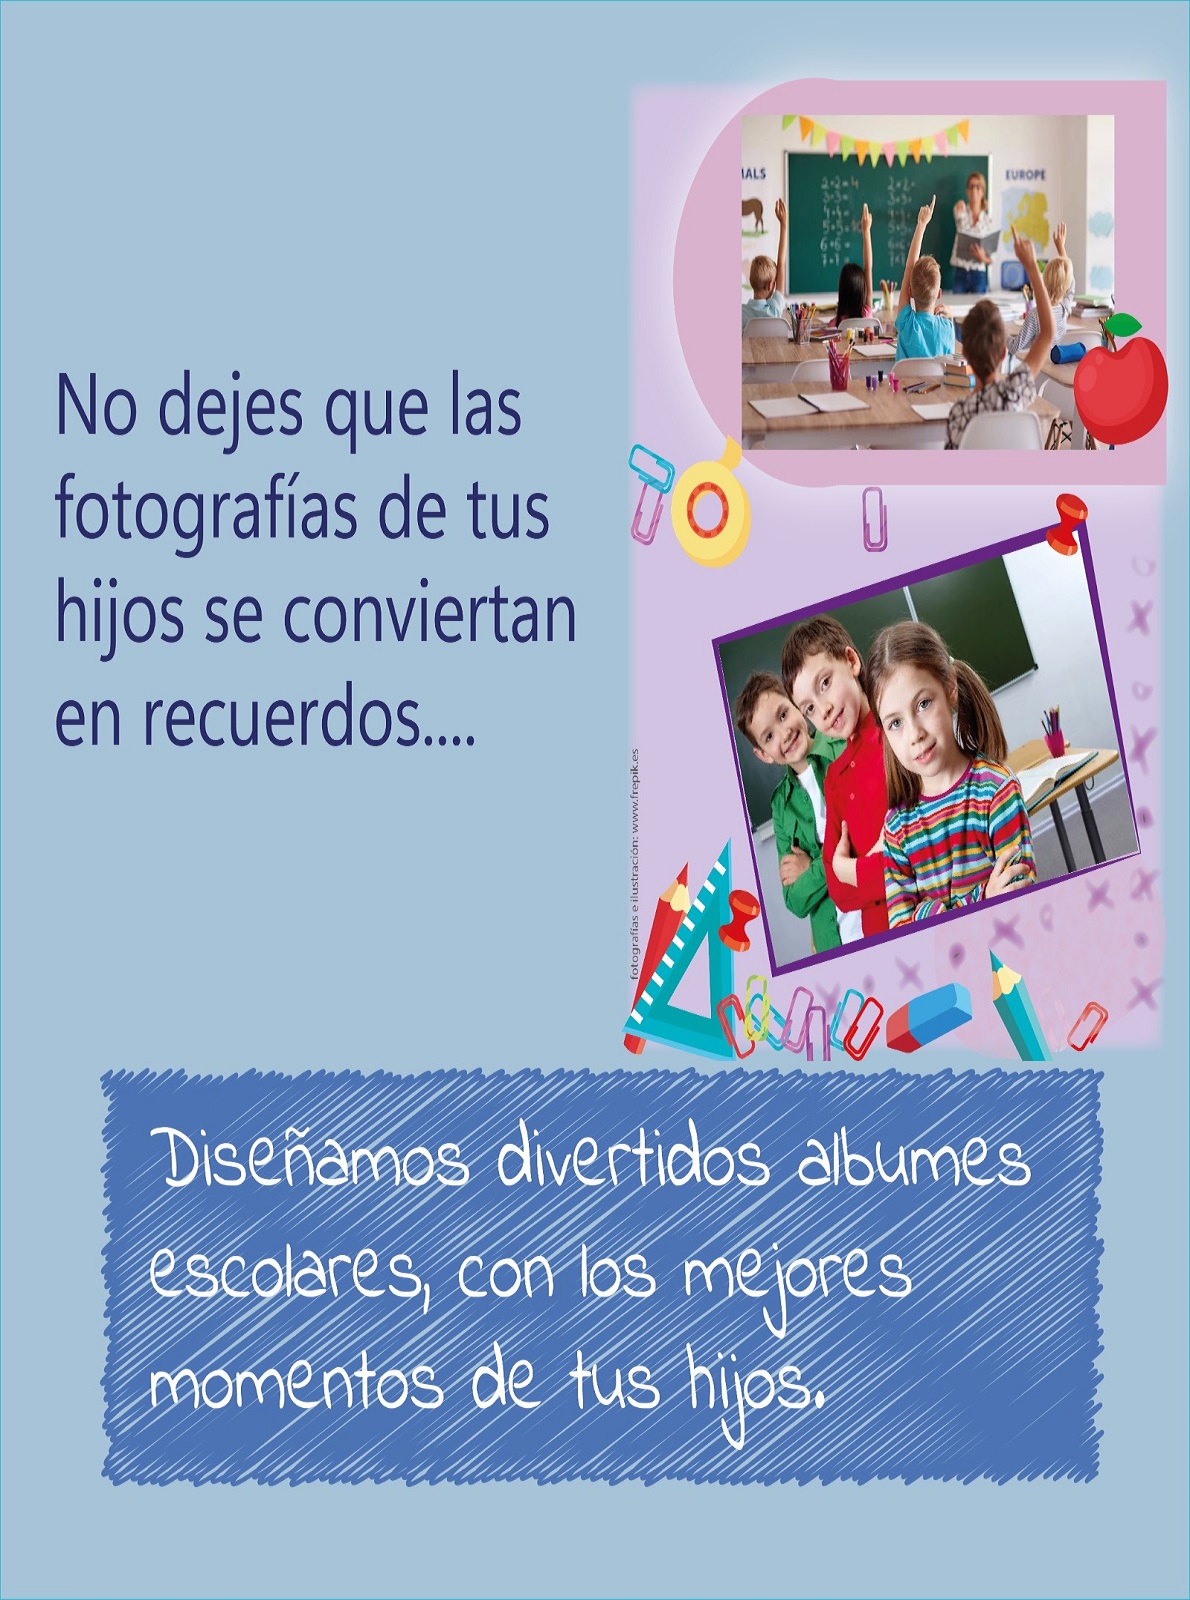 No dejes que las
fotografías de tus
hijos se conviertan
en recuerdos....
EUROPE
fotografías e ilustración: www.frepik.es
Diseñamos divertidos albumes
escolares, con los mejores
momentos de tus hijos.